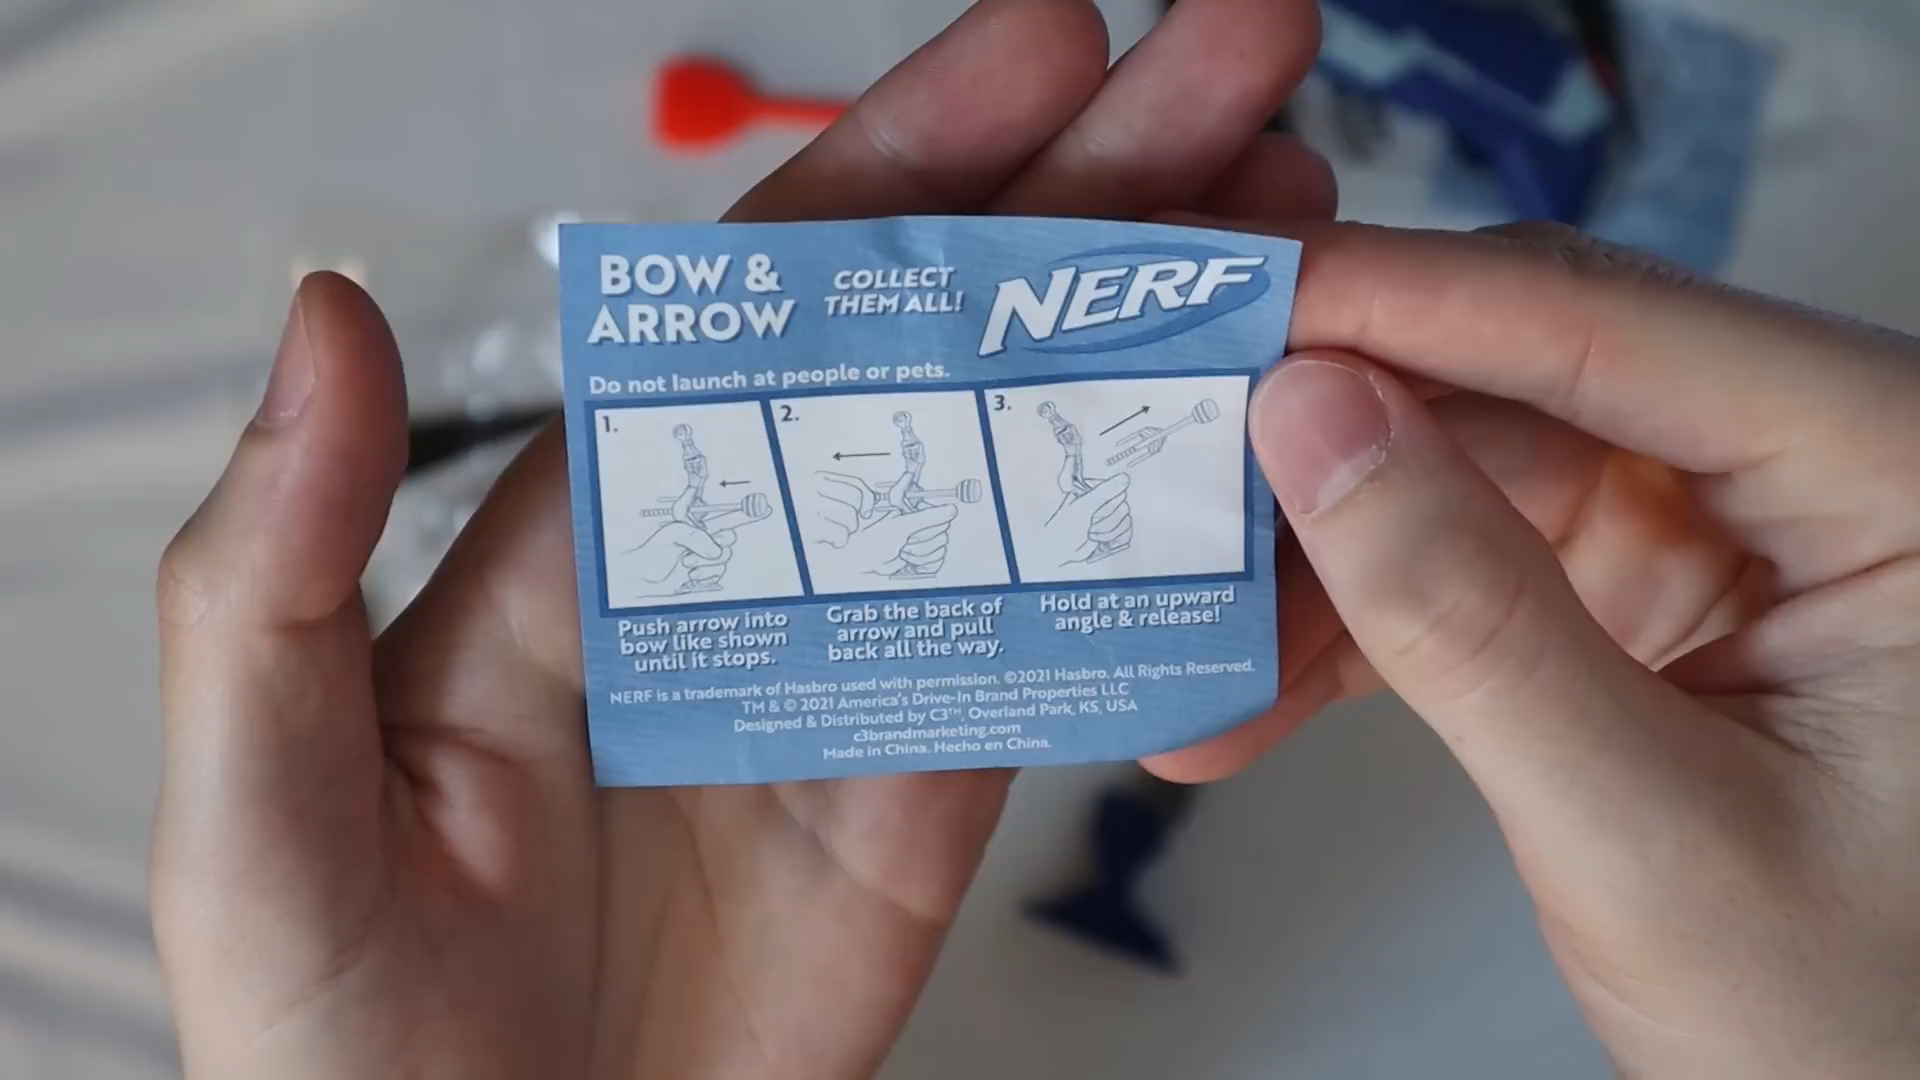 BOW &
ARROW
COLLECT
THEM ALL!
NERF
Do not launch at people or pets.
1.
2.
3.
Push arrow into
bow like shown
until it stops.
Grab the back of
arrow and pull
back all the way.
Hold at an upward
angle & release!
NERF is a trademark of Hasbro used with permission. ©2021 Hasbro. All Rights Reserved.
TM & © 2021 America's Drive-In Brand Properties LLC
Designed & Distributed by C3™, Overland Park, KS, USA
c3brandmarketing.com
Made in China. Hecho en China.